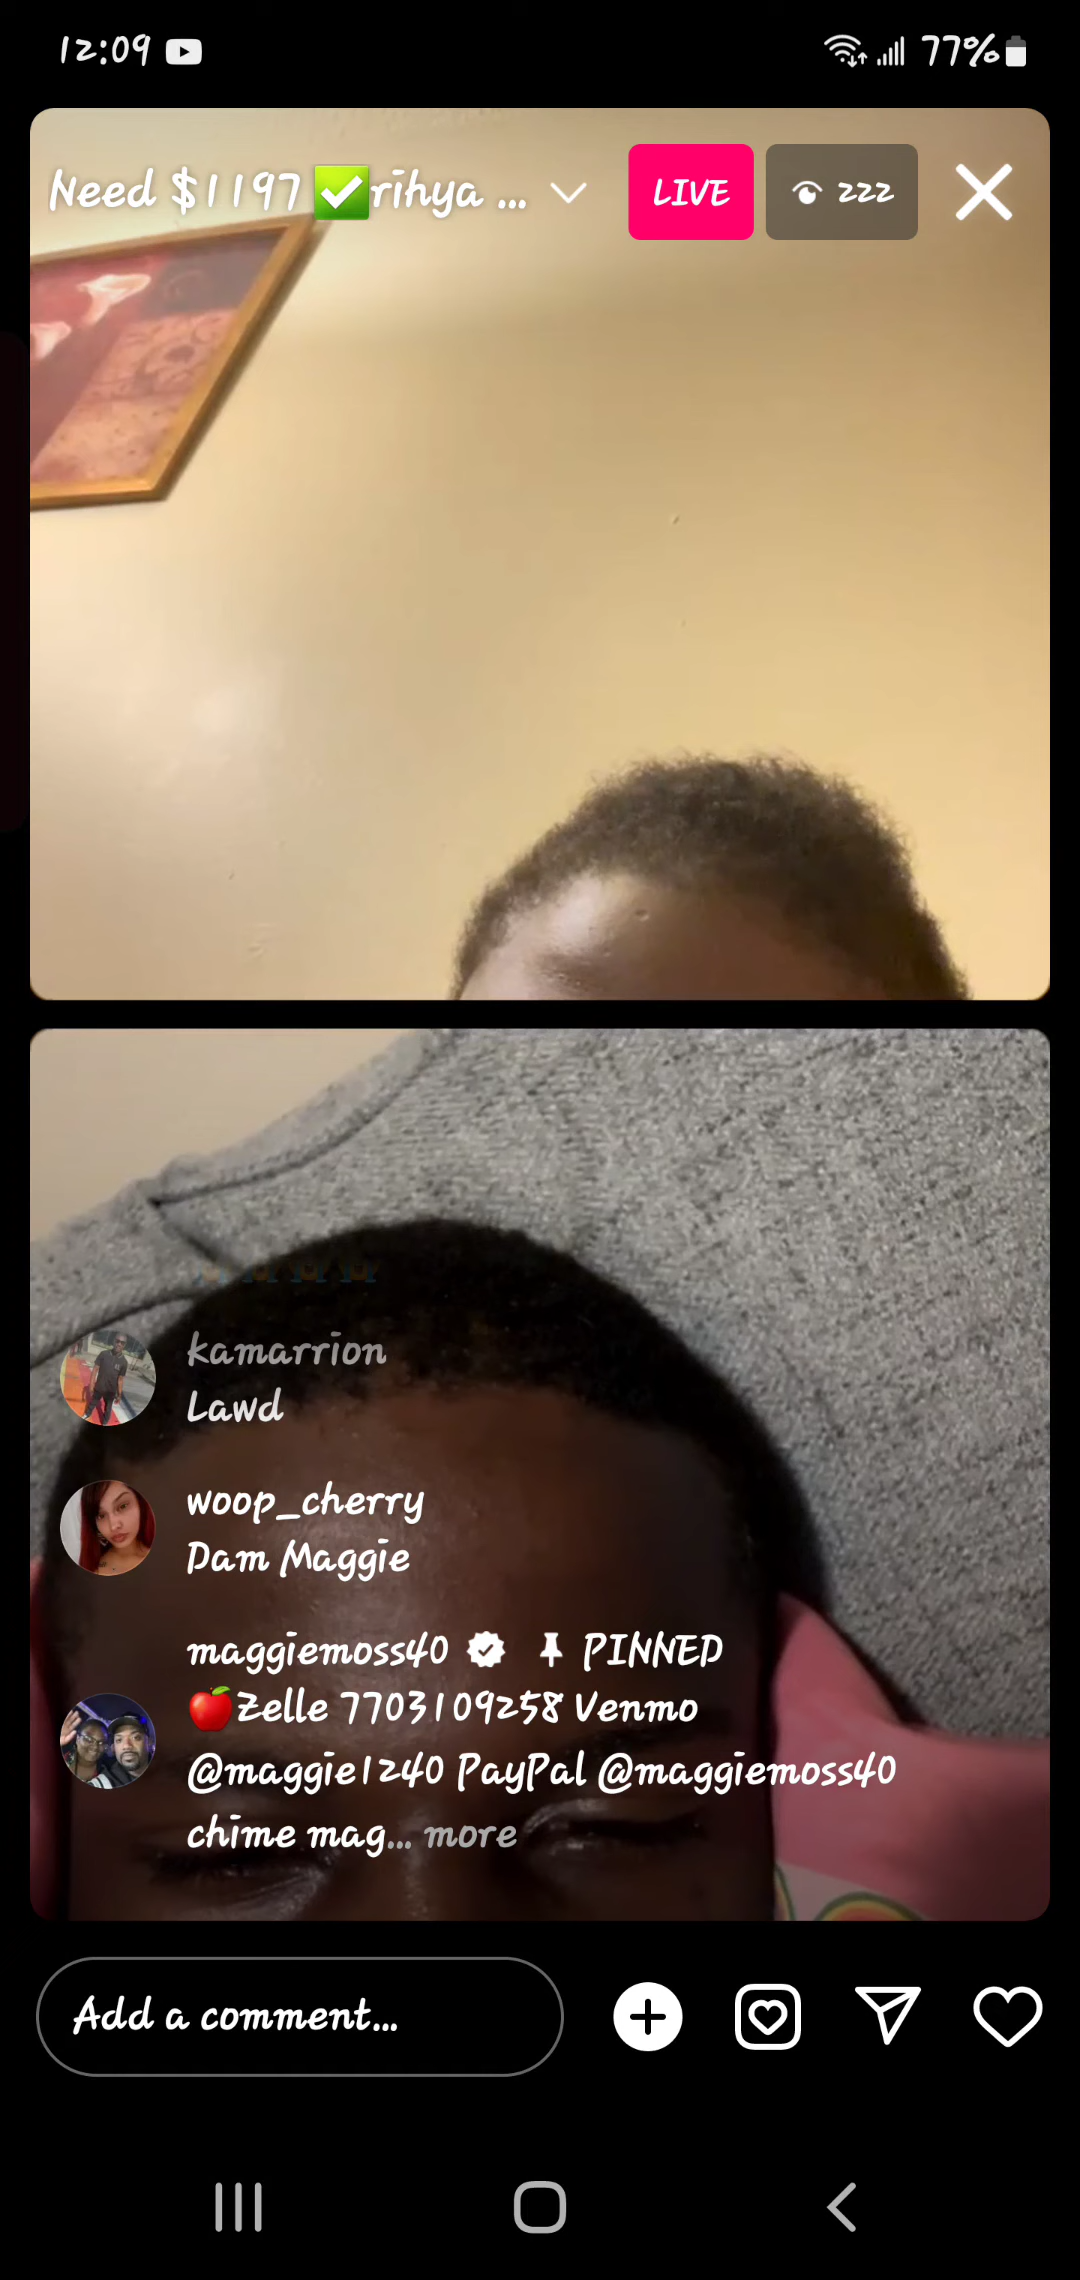 12:09 77%
Need $1197 ✅rihya ... LIVE 222
kamarrion
Lawd
woop_cherry
Dam Maggie
maggiemoss40 PINNED
🍎Zelle 7703109258 Venmo
@maggie1240 PayPal @maggiemoss40
chime mag... more
Add a comment...